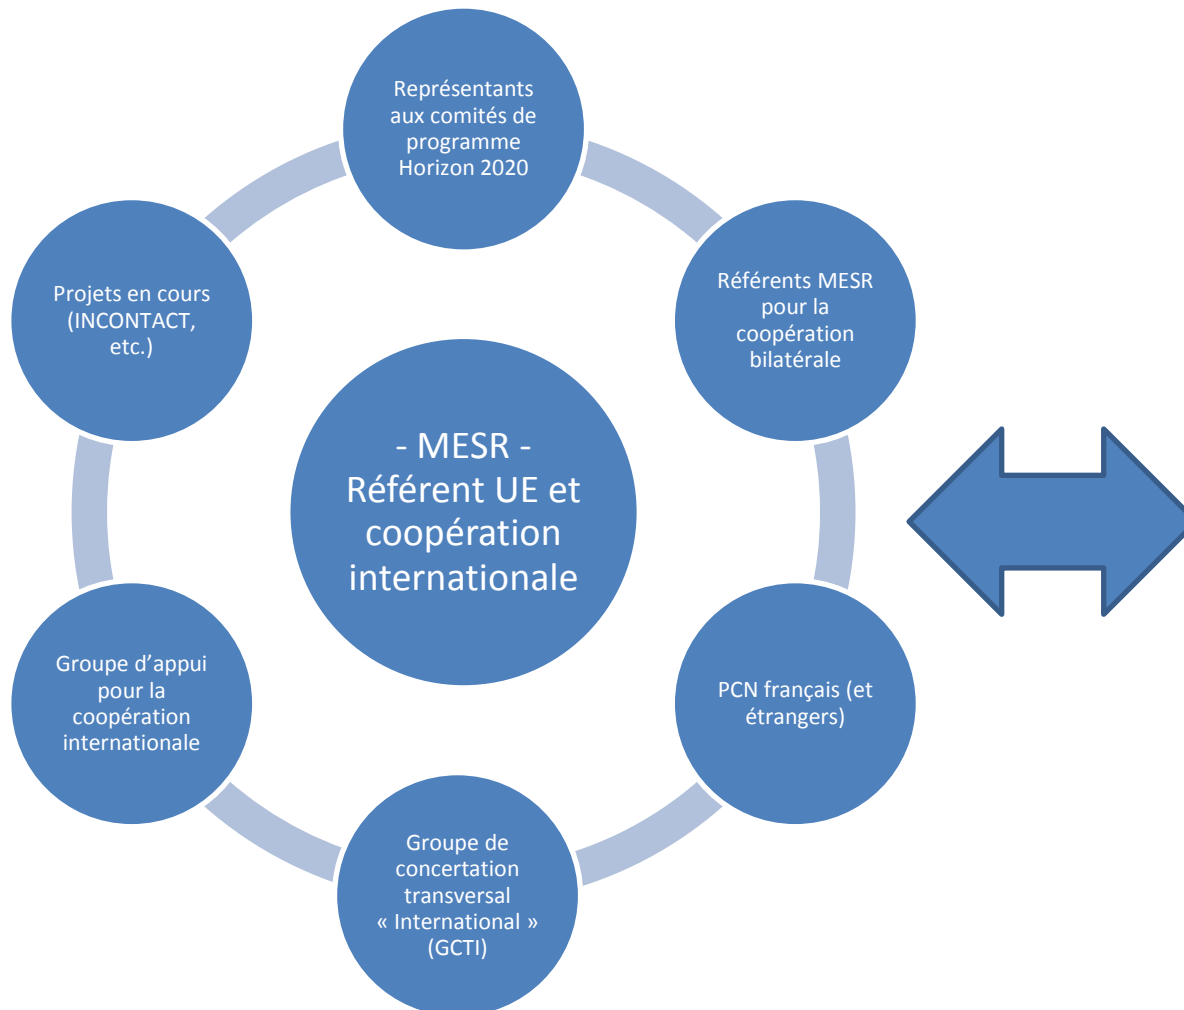 Représentants
aux comités de
programme
Horizon 2020
Projets en cours
(INCONTACT,
etc.)
Référents MESR
pour la
coopération
bilatérale
- MESR -
Référent UE et
coopération
internationale
Groupe d’appui
pour la
coopération
internationale
PCN français (et
étrangers)
Groupe de
concertation
transversal
« International »
(GCTI)